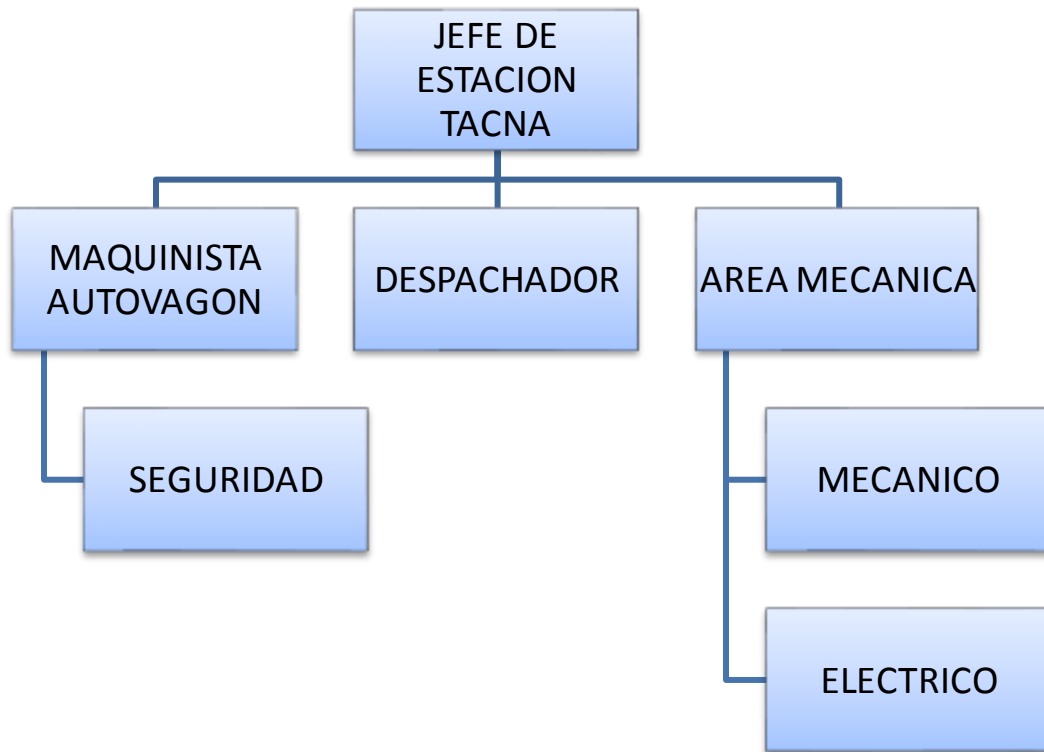 JEFE DE
ESTACION
TACNA
MAQUINISTA
AUTOVAGON
DESPACHADOR
AREA MECANICA
SEGURIDAD
MECANICO
ELECTRICO